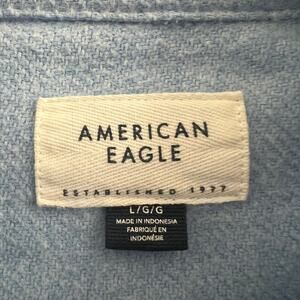 AMERICAN
EAGLE
ESTABLISHED 1977
L/G/G
MADE IN INDONESIA
FABRIQUÉ EN
INDONÉSIE